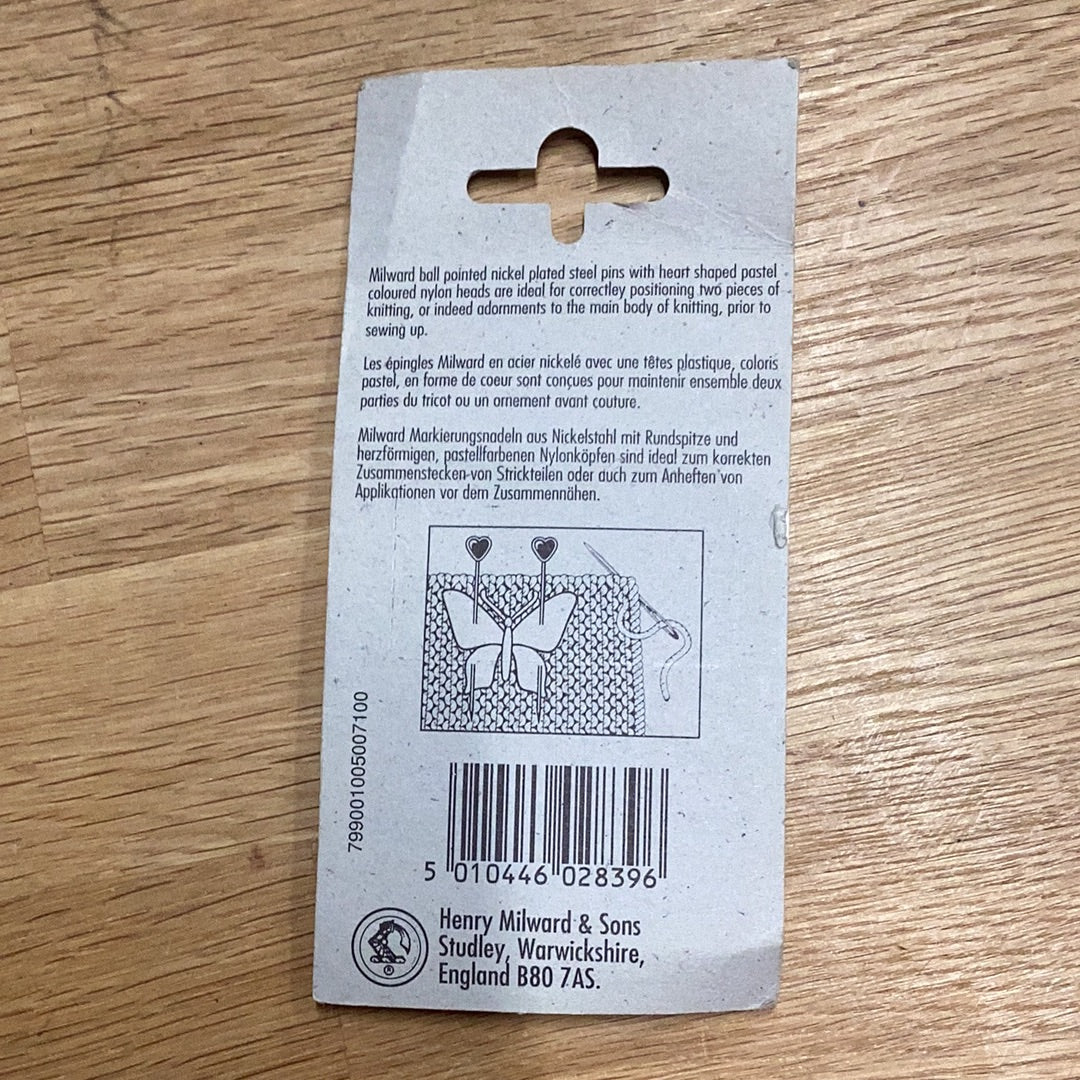 Milward ball pointed nickel plated steel pins with heart shaped pastel
coloured nylon heads are ideal for correctley positioning two pieces of
knitting, or indeed adornments to the main body of knitting, prior to
sewing up.
Les épingles Milward en acier nickelé avec une têtes plastique, coloris
pastel, en forme de coeur sont conçues pour maintenir ensemble deux
parties du tricot ou un ornement avant couture.
Milward Markierungsnadeln aus Nickelstahl mit Rundspitze und
herzförmigen, pastellfarbenen Nylonköpfen sind ideal zum korrekten
Zusammenstecken-von Strickteilen oder auch zum Anheften von
Applikationen vor dem Zusammennähen.
799001005007100
5 010446 028396
Henry Milward & Sons
Studley, Warwickshire,
England B80 7AS.
®